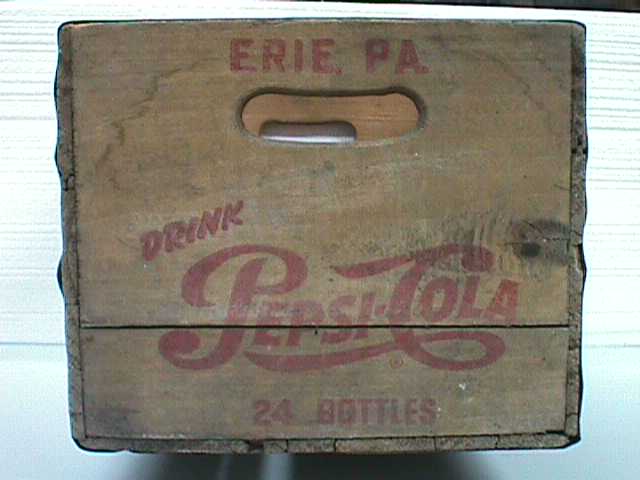 ERIE, PA.
DRINK
PEPSI-COLA
®
24 BOTTLES